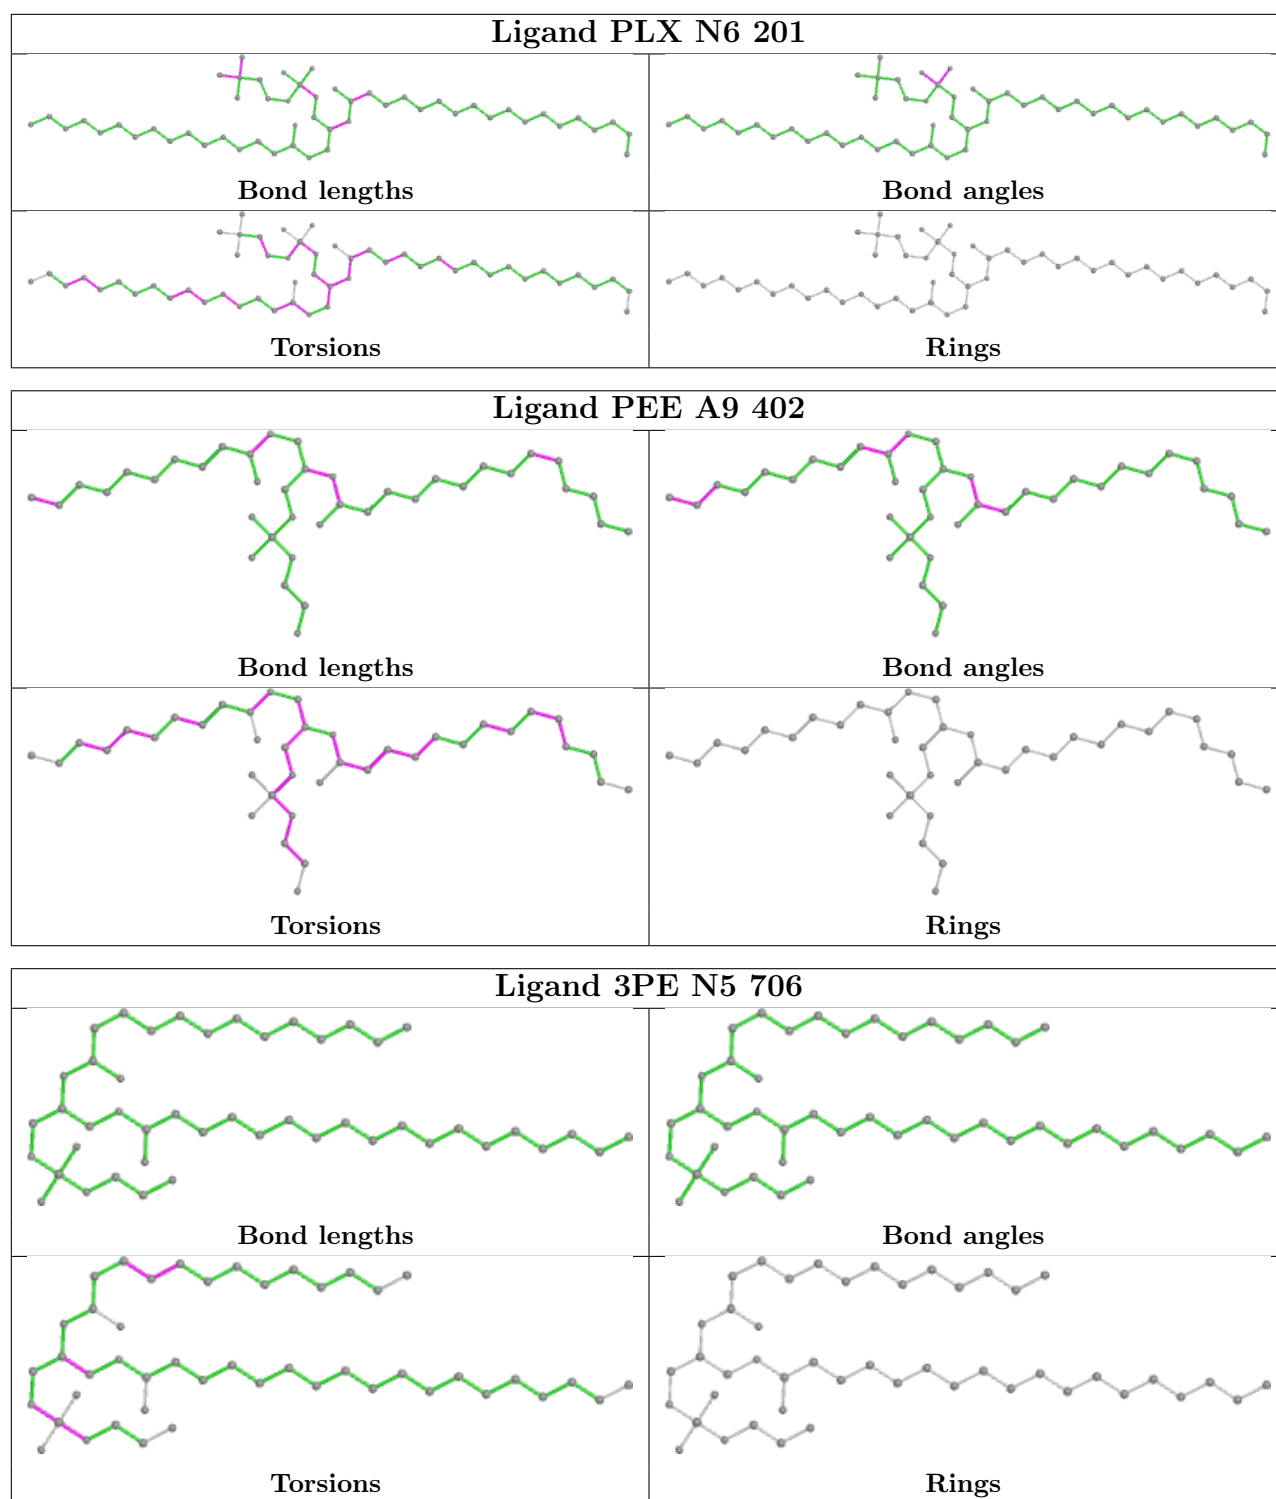 Ligand PLX N6 201
Bond lengths
Bond angles
Torsions
Rings
Ligand PEE A9 402
Bond lengths
Bond angles
Torsions
Rings
Ligand 3PE N5 706
Bond lengths
Bond angles
Torsions
Rings